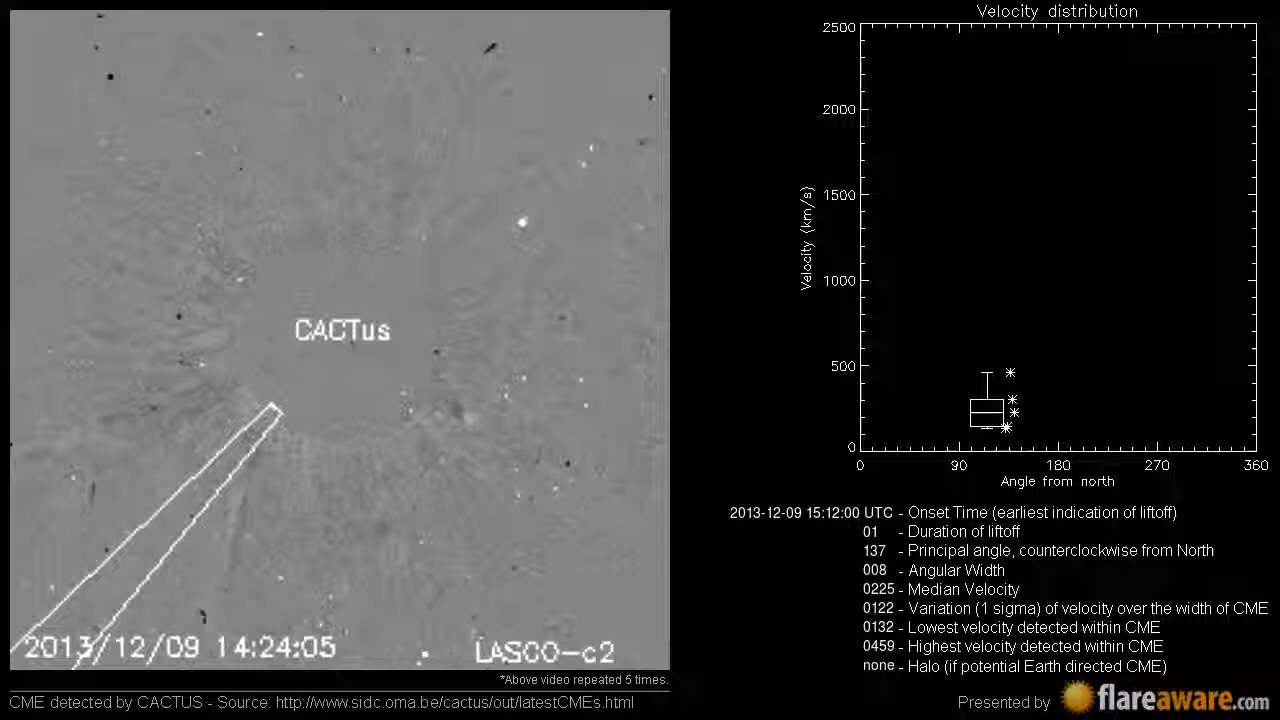 CACTus
2013/12/09 14:24:05
LASCO-c2
*Above video repeated 5 times.
Velocity distribution
2500
2000
1500
1000
500
0
Velocity (km/s)
0 90 180 270 360
Angle from north
2013-12-09 15:12:00 UTC - Onset Time (earliest indication of liftoff)
01 - Duration of liftoff
137 - Principal angle, counterclockwise from North
008 - Angular Width
0225 - Median Velocity
0122 - Variation (1 sigma) of velocity over the width of CME
0132 - Lowest velocity detected within CME
0459 - Highest velocity detected within CME
none - Halo (if potential Earth directed CME)
CME detected by CACTUS - Source: http://www.sidc.oma.be/cactus/out/latestCMEs.html
Presented by flareaware.com